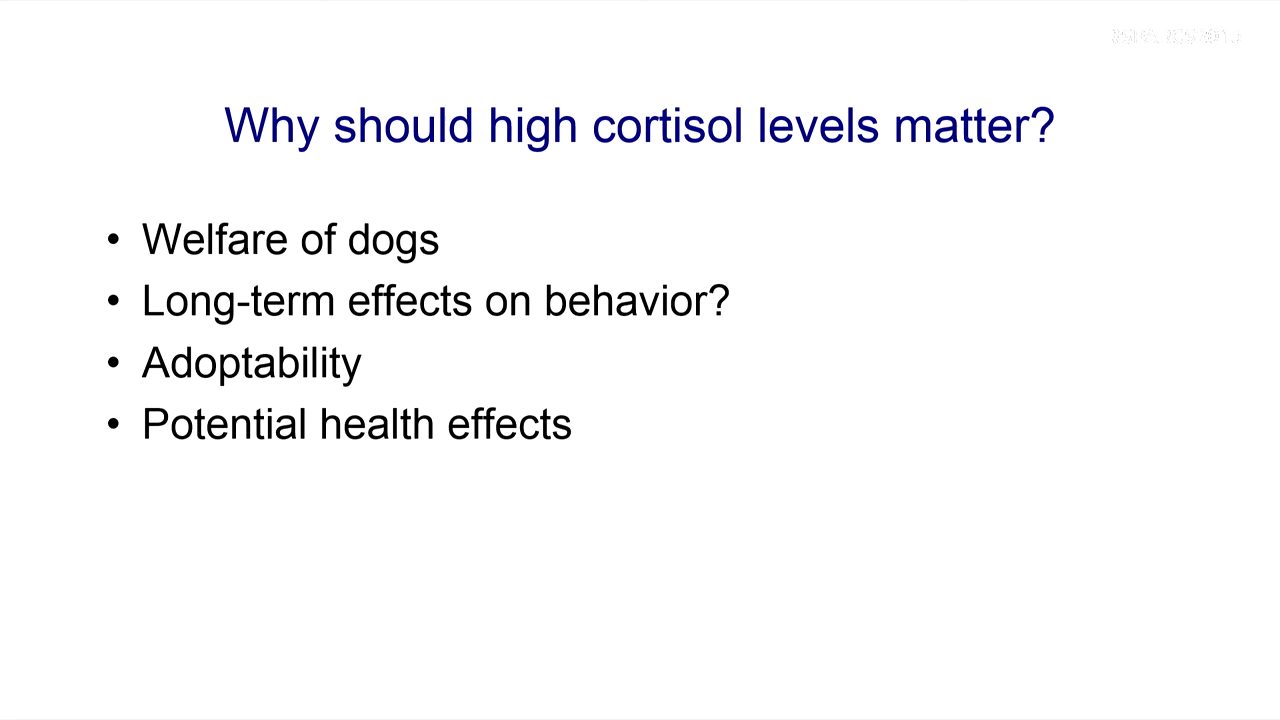 Why should high cortisol levels matter?
• Welfare of dogs
• Long-term effects on behavior?
• Adoptability
• Potential health effects